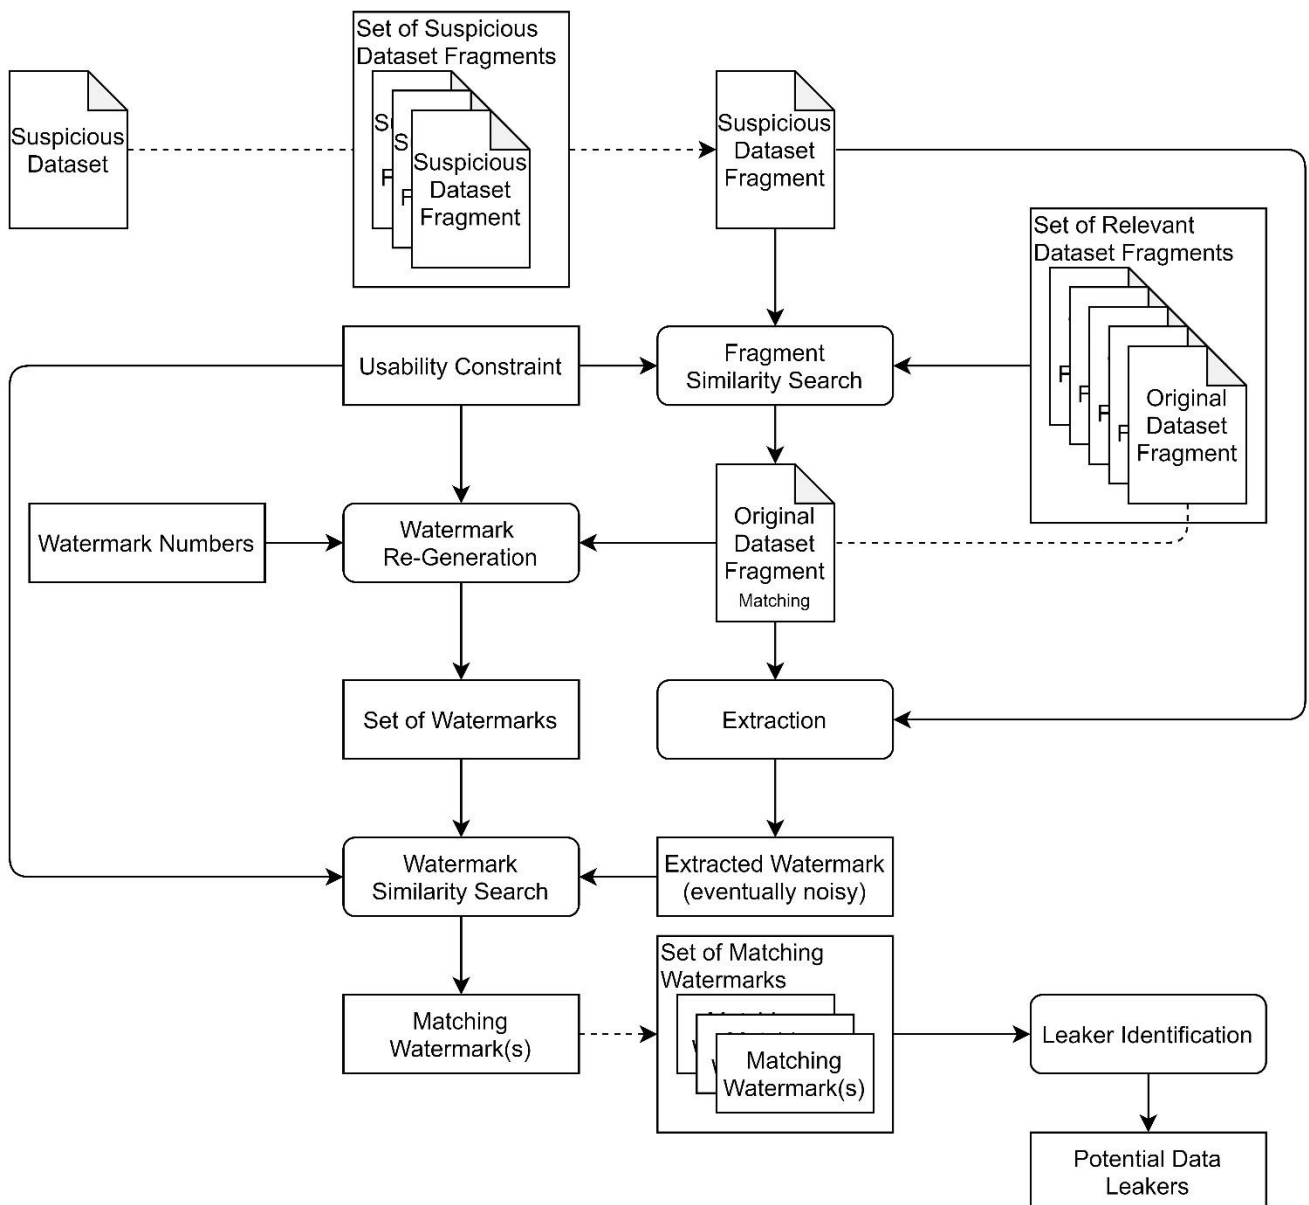 Set of Suspicious
Dataset Fragments
Suspicious
Dataset
Suspicious
Dataset
Fragment
Suspicious
Dataset
Fragment
Set of Relevant
Dataset Fragments
Original
Dataset
Fragment
Usability Constraint
Fragment
Similarity Search
Watermark Numbers
Watermark
Re-Generation
Original
Dataset
Fragment
Matching
Set of Watermarks
Extraction
Watermark
Similarity Search
Extracted Watermark
(eventually noisy)
Matching
Watermark(s)
Set of Matching
Watermarks
Matching
Watermark(s)
Leaker Identification
Potential Data
Leakers